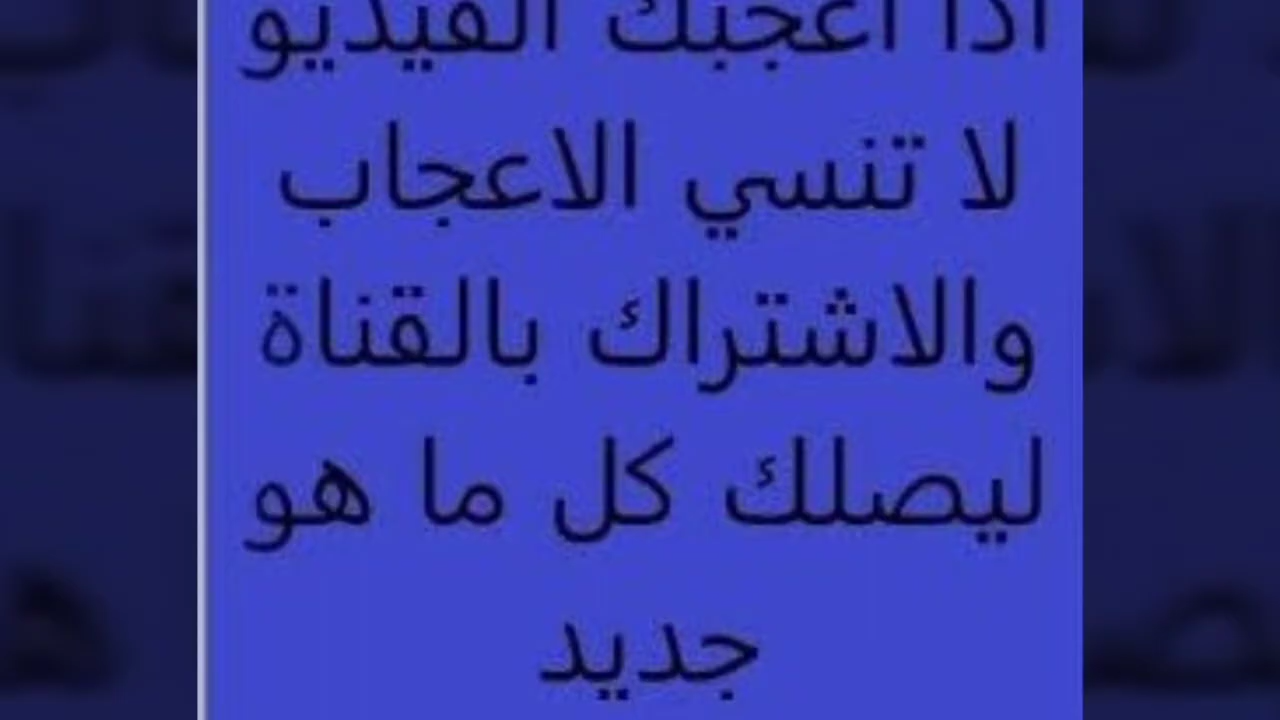 اذا اعجبك الفيديو
لا تنسي الاعجاب
والاشتراك بالقناة
ليصلك كل ما هو
جديد